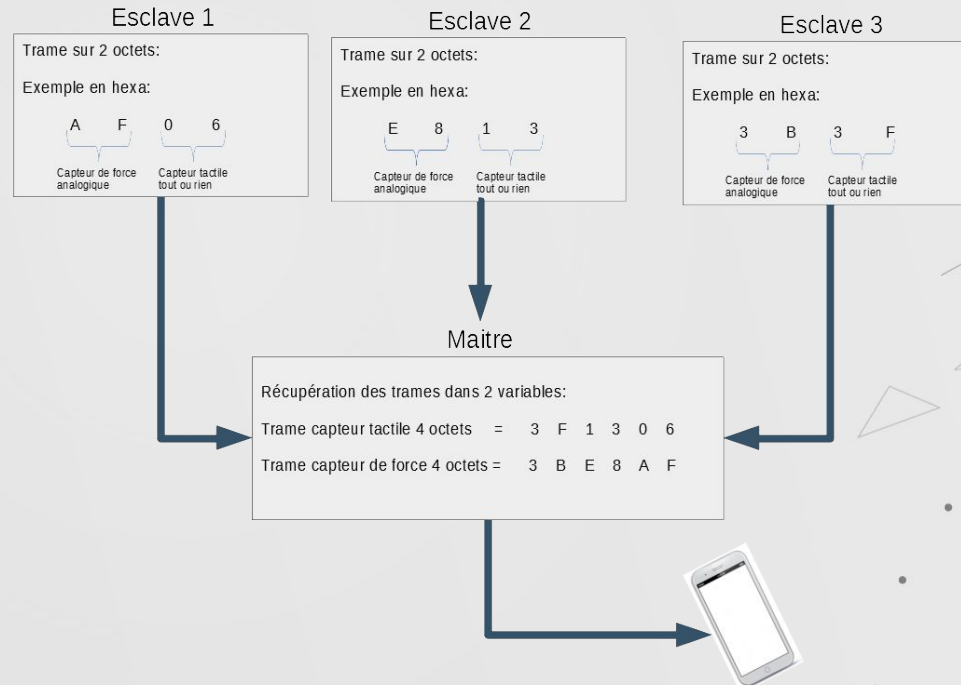 Esclave 1
Trame sur 2 octets:
Exemple en hexa:
A F 0 6
Capteur de force
analogique
Capteur tactile
tout ou rien
Esclave 2
Trame sur 2 octets:
Exemple en hexa:
E 8 1 3
Capteur de force
analogique
Capteur tactile
tout ou rien
Esclave 3
Trame sur 2 octets:
Exemple en hexa:
3 B 3 F
Capteur de force
analogique
Capteur tactile
tout ou rien
Maitre
Récupération des trames dans 2 variables:
Trame capteur tactile 4 octets = 3 F 1 3 0 6
Trame capteur de force 4 octets = 3 B E 8 A F